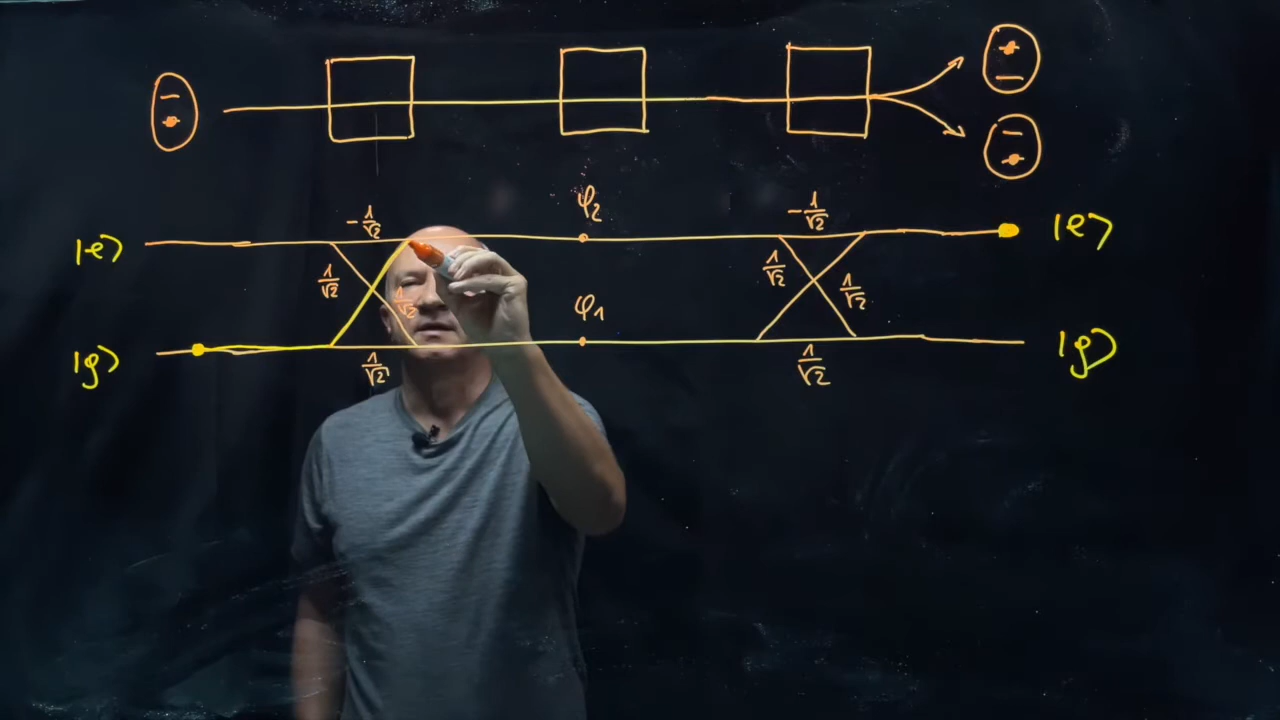 -1/√2 φ₂ -1/√2
|e⟩ |e⟩
1/√2 1/√2 1/√2 1/√2
φ₁
|g⟩ |g⟩
1/√2 1/√2